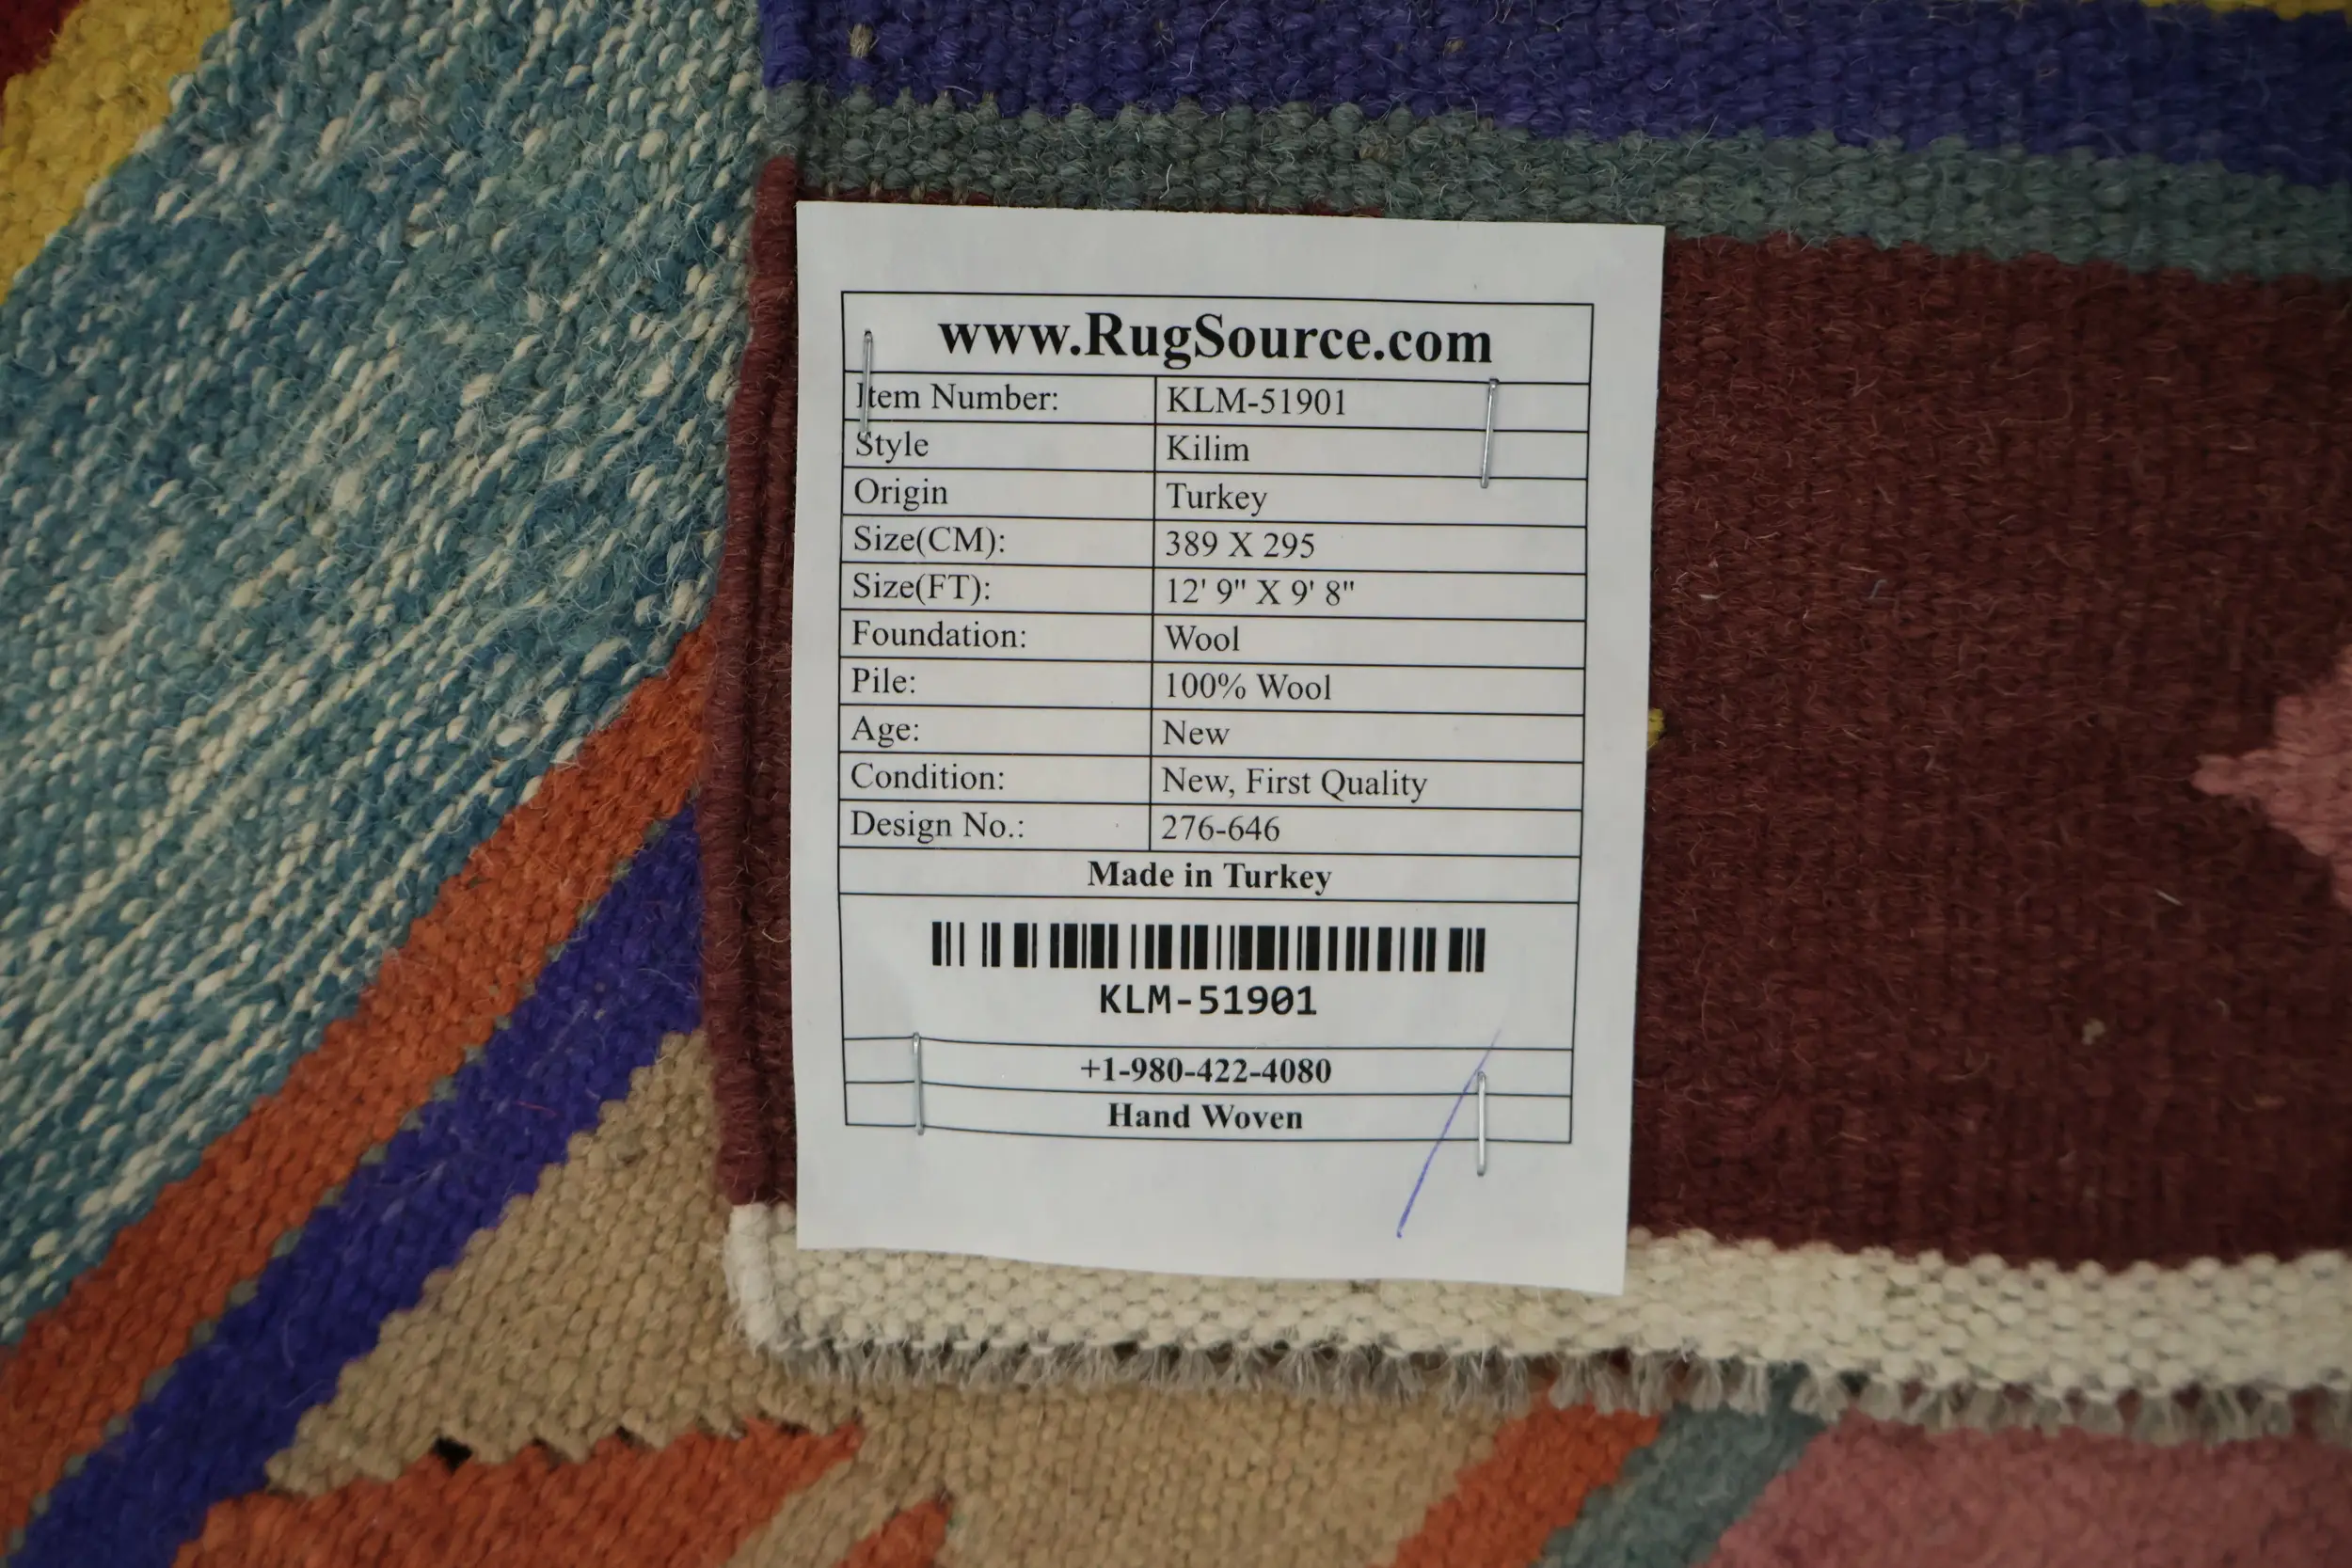 www.RugSource.com
Item Number: KLM-51901
Style Kilim
Origin Turkey
Size(CM): 389 X 295
Size(FT): 12' 9" X 9' 8"
Foundation: Wool
Pile: 100% Wool
Age: New
Condition: New, First Quality
Design No.: 276-646
Made in Turkey
KLM-51901
+1-980-422-4080
Hand Woven